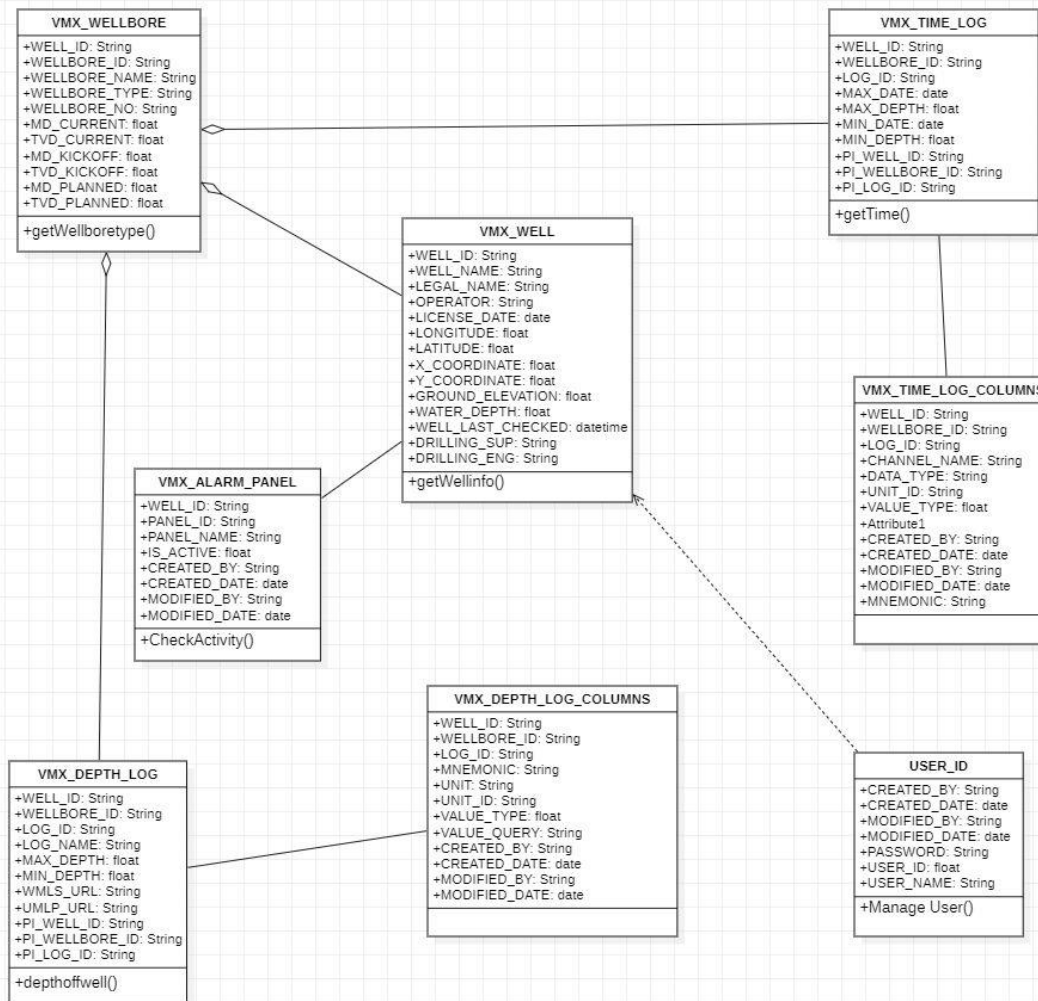 VMX_WELLBORE
+WELL_ID: String
+WELLBORE_ID: String
+WELLBORE_NAME: String
+WELLBORE_TYPE: String
+WELLBORE_NO: String
+MD_CURRENT: float
+TVD_CURRENT: float
+MD_KICKOFF: float
+TVD_KICKOFF: float
+MD_PLANNED: float
+TVD_PLANNED: float
+getWellboretype()
VMX_TIME_LOG
+WELL_ID: String
+WELLBORE_ID: String
+LOG_ID: String
+MAX_DATE: date
+MAX_DEPTH: float
+MIN_DATE: date
+MIN_DEPTH: float
+PI_WELL_ID: String
+PI_WELLBORE_ID: String
+PI_LOG_ID: String
+getTime()
VMX_WELL
+WELL_ID: String
+WELL_NAME: String
+LEGAL_NAME: String
+OPERATOR: String
+LICENSE_DATE: date
+LONGITUDE: float
+LATITUDE: float
+X_COORDINATE: float
+Y_COORDINATE: float
+GROUND_ELEVATION: float
+WATER_DEPTH: float
+WELL_LAST_CHECKED: datetime
+DRILLING_SUP: String
+DRILLING_ENG: String
+getWellinfo()
VMX_TIME_LOG_COLUMNS
+WELL_ID: String
+WELLBORE_ID: String
+LOG_ID: String
+CHANNEL_NAME: String
+DATA_TYPE: String
+UNIT_ID: String
+VALUE_TYPE: float
+Attribute1
+CREATED_BY: String
+CREATED_DATE: date
+MODIFIED_BY: String
+MODIFIED_DATE: date
+MNEMONIC: String
VMX_ALARM_PANEL
+WELL_ID: String
+PANEL_ID: String
+PANEL_NAME: String
+IS_ACTIVE: float
+CREATED_BY: String
+CREATED_DATE: date
+MODIFIED_BY: String
+MODIFIED_DATE: date
+CheckActivity()
VMX_DEPTH_LOG_COLUMNS
+WELL_ID: String
+WELLBORE_ID: String
+LOG_ID: String
+MNEMONIC: String
+UNIT: String
+UNIT_ID: String
+VALUE_TYPE: float
+VALUE_QUERY: String
+CREATED_BY: String
+CREATED_DATE: date
+MODIFIED_BY: String
+MODIFIED_DATE: date
VMX_DEPTH_LOG
+WELL_ID: String
+WELLBORE_ID: String
+LOG_ID: String
+LOG_NAME: String
+MAX_DEPTH: float
+MIN_DEPTH: float
+WMLS_URL: String
+UMLP_URL: String
+PI_WELL_ID: String
+PI_WELLBORE_ID: String
+PI_LOG_ID: String
+depthoffwell()
USER_ID
+CREATED_BY: String
+CREATED_DATE: date
+MODIFIED_BY: String
+MODIFIED_DATE: date
+PASSWORD: String
+USER_ID: float
+USER_NAME: String
+Manage User()